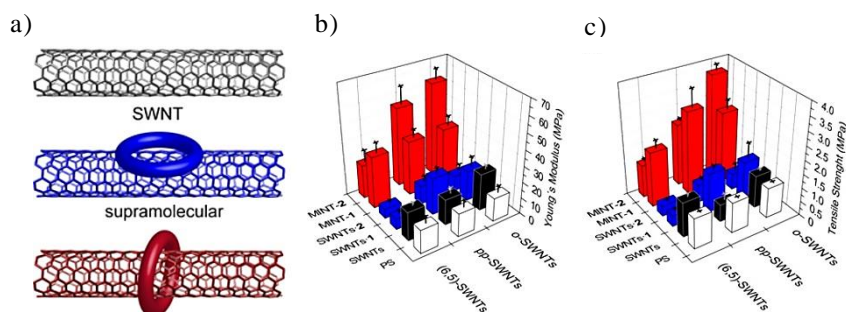 a)
SWNT
supramolecular
b)
70
60
50
40
30
20
10
0
Young´s Modulus (MPa)
MINT-2
MINT-1
SWNTs·2
SWNTs·1
SWNTs
PS
(6,5)-SWNTs
pp-SWNTs
o-SWNTs
c)
4.0
3.5
3.0
2.5
2.0
1.5
1.0
0.5
0
Tensile Strenght (MPa)
MINT-2
MINT-1
SWNTs·2
SWNTs·1
SWNTs
PS
(6,5)-SWNTs
pp-SWNTs
o-SWNTs